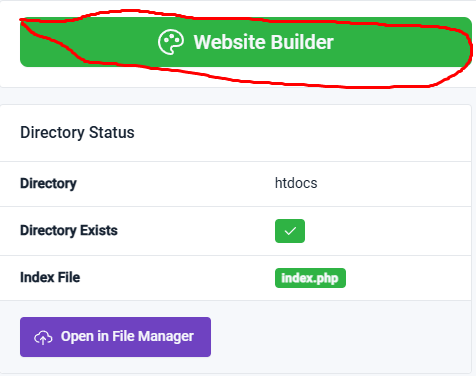 Website Builder
Directory Status
Directory htdocs
Directory Exists
Index File index.php
Open in File Manager